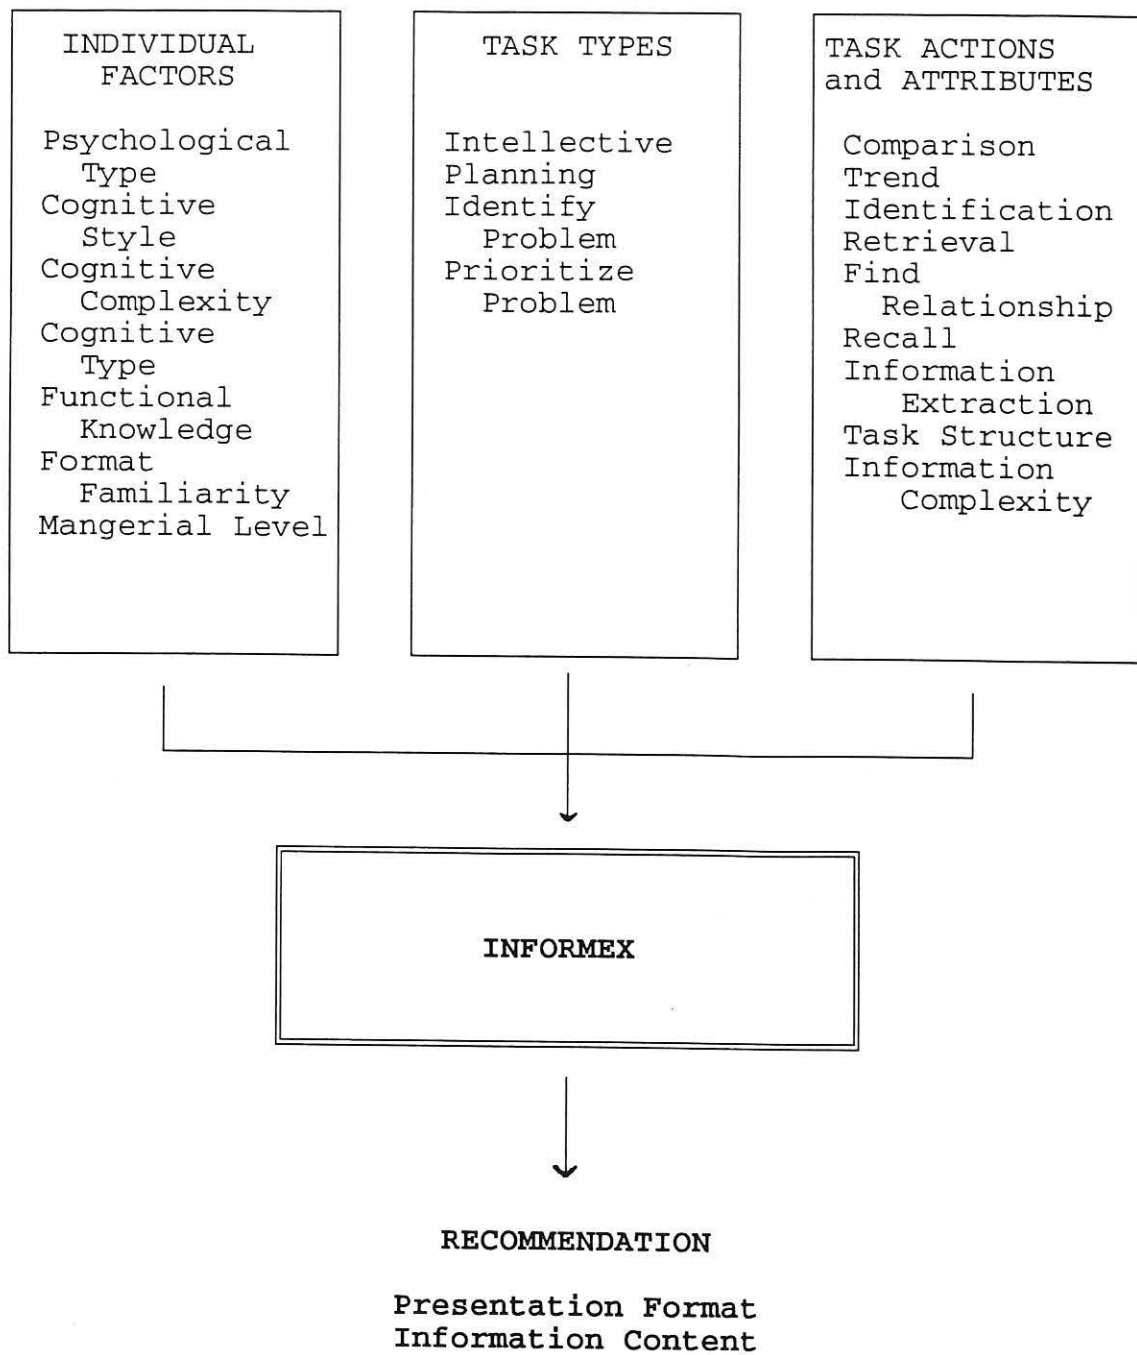 INDIVIDUAL
FACTORS
Psychological
Type
Cognitive
Style
Cognitive
Complexity
Cognitive
Type
Functional
Knowledge
Format
Familiarity
Mangerial Level
TASK TYPES
Intellective
Planning
Identify
Problem
Prioritize
Problem
TASK ACTIONS
and ATTRIBUTES
Comparison
Trend
Identification
Retrieval
Find
Relationship
Recall
Information
Extraction
Task Structure
Information
Complexity
INFORMEX
RECOMMENDATION
Presentation Format
Information Content